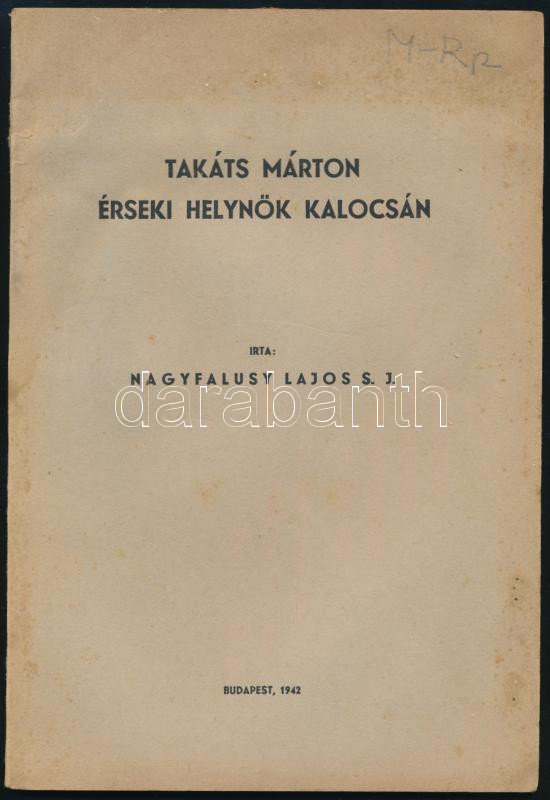 M-Rp
TAKÁTS MÁRTON
ÉRSEKI HELYNÖK KALOCSÁN
IRTA:
NAGYFALUSY LAJOS S. J.
darabanth
BUDAPEST, 1942